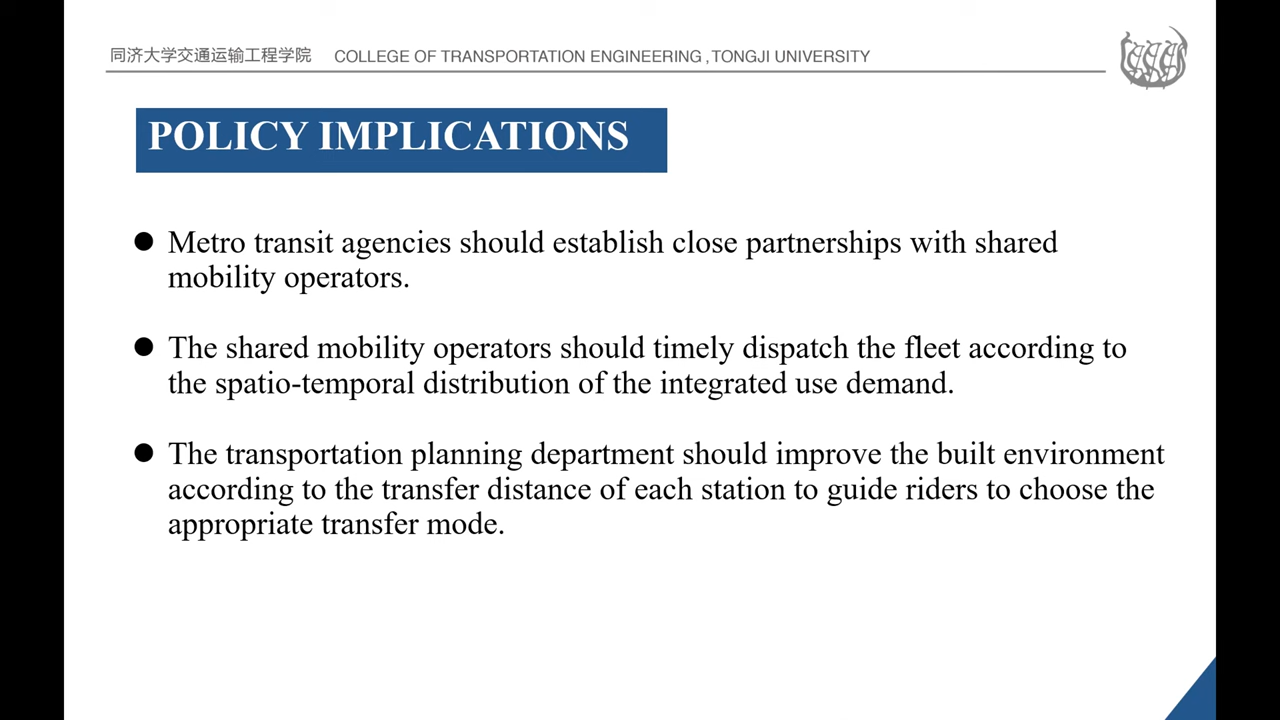 同济大学交通运输工程学院 COLLEGE OF TRANSPORTATION ENGINEERING , TONGJI UNIVERSITY
POLICY IMPLICATIONS
● Metro transit agencies should establish close partnerships with shared
mobility operators.
● The shared mobility operators should timely dispatch the fleet according to
the spatio-temporal distribution of the integrated use demand.
● The transportation planning department should improve the built environment
according to the transfer distance of each station to guide riders to choose the
appropriate transfer mode.